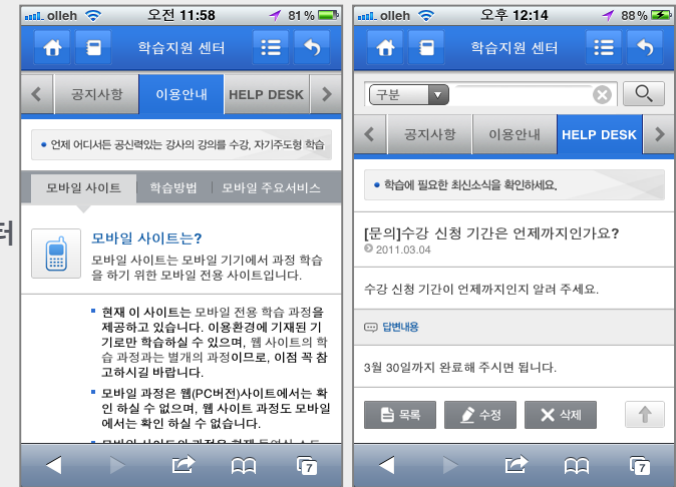 olleh 오전 11:58 81%
학습지원 센터
공지사항 이용안내 HELP DESK
• 언제 어디서든 공신력있는 강사의 강의를 수강, 자기주도형 학습
모바일 사이트 학습방법 모바일 주요서비스
터
모바일 사이트는?
모바일 사이트는 모바일 기기에서 과정 학습
을 하기 위한 모바일 전용 사이트입니다.
현재 이 사이트는 모바일 전용 학습 과정을
제공하고 있습니다. 이용환경에 기재된 기
기로만 학습하실 수 있으며, 웹 사이트의 학
습 과정과는 별개의 과정이므로, 이점 꼭 참
고하시길 바랍니다.
모바일 과정은 웹(PC버전)사이트에서는 확
인 하실 수 없으며, 웹 사이트 과정도 모바일
에서는 확인 하실 수 없습니다.
7
olleh 오후 12:14 88%
학습지원 센터
구분
공지사항 이용안내 HELP DESK
• 학습에 필요한 최신소식을 확인하세요.
[문의]수강 신청 기간은 언제까지인가요?
2011.03.04
수강 신청 기간이 언제까지인지 알려 주세요.
답변내용
3월 30일까지 완료해 주시면 됩니다.
목록 수정 삭제
7